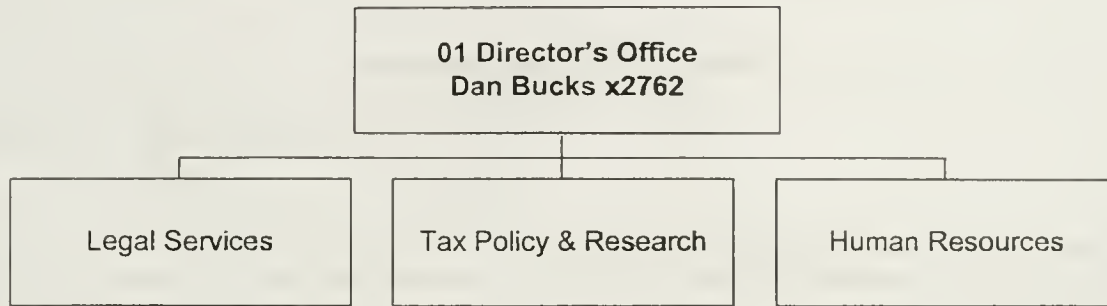 01 Director's Office
Dan Bucks x2762
Legal Services
Tax Policy & Research
Human Resources